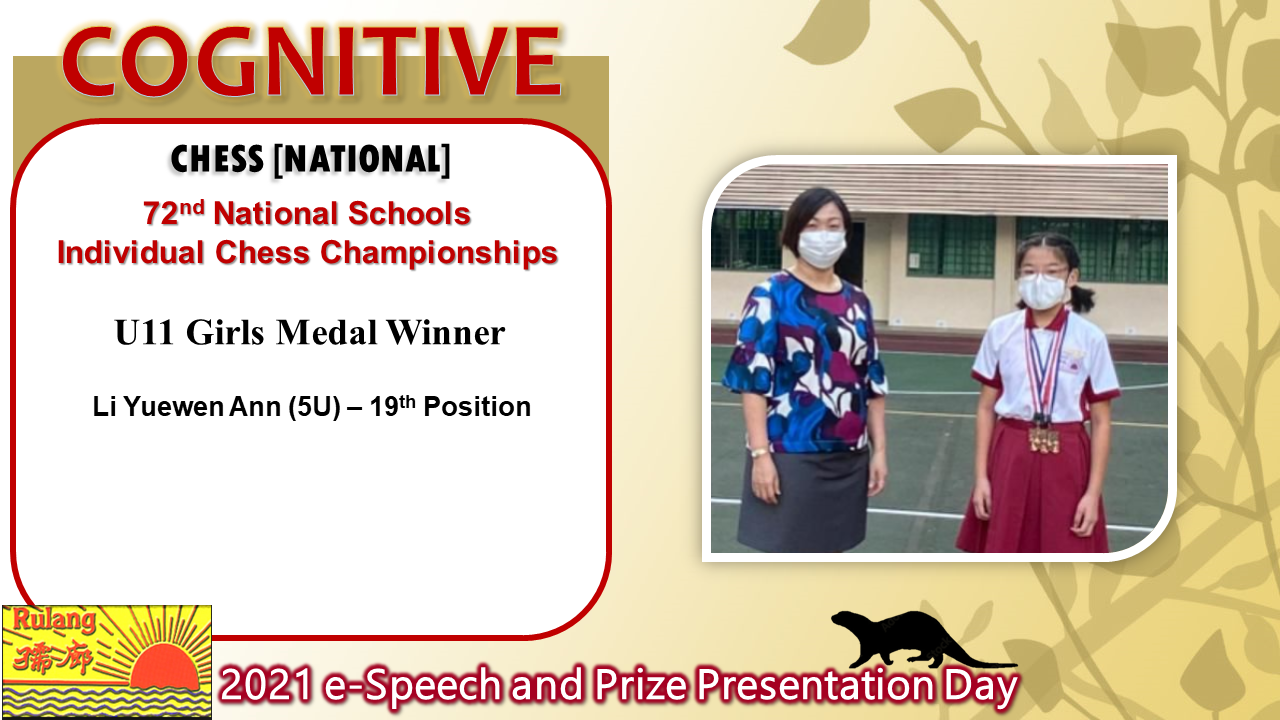 COGNITIVE
CHESS [NATIONAL]
72nd National Schools
Individual Chess Championships
U11 Girls Medal Winner
Li Yuewen Ann (5U) – 19th Position
Rulang
孺廊
2021 e-Speech and Prize Presentation Day